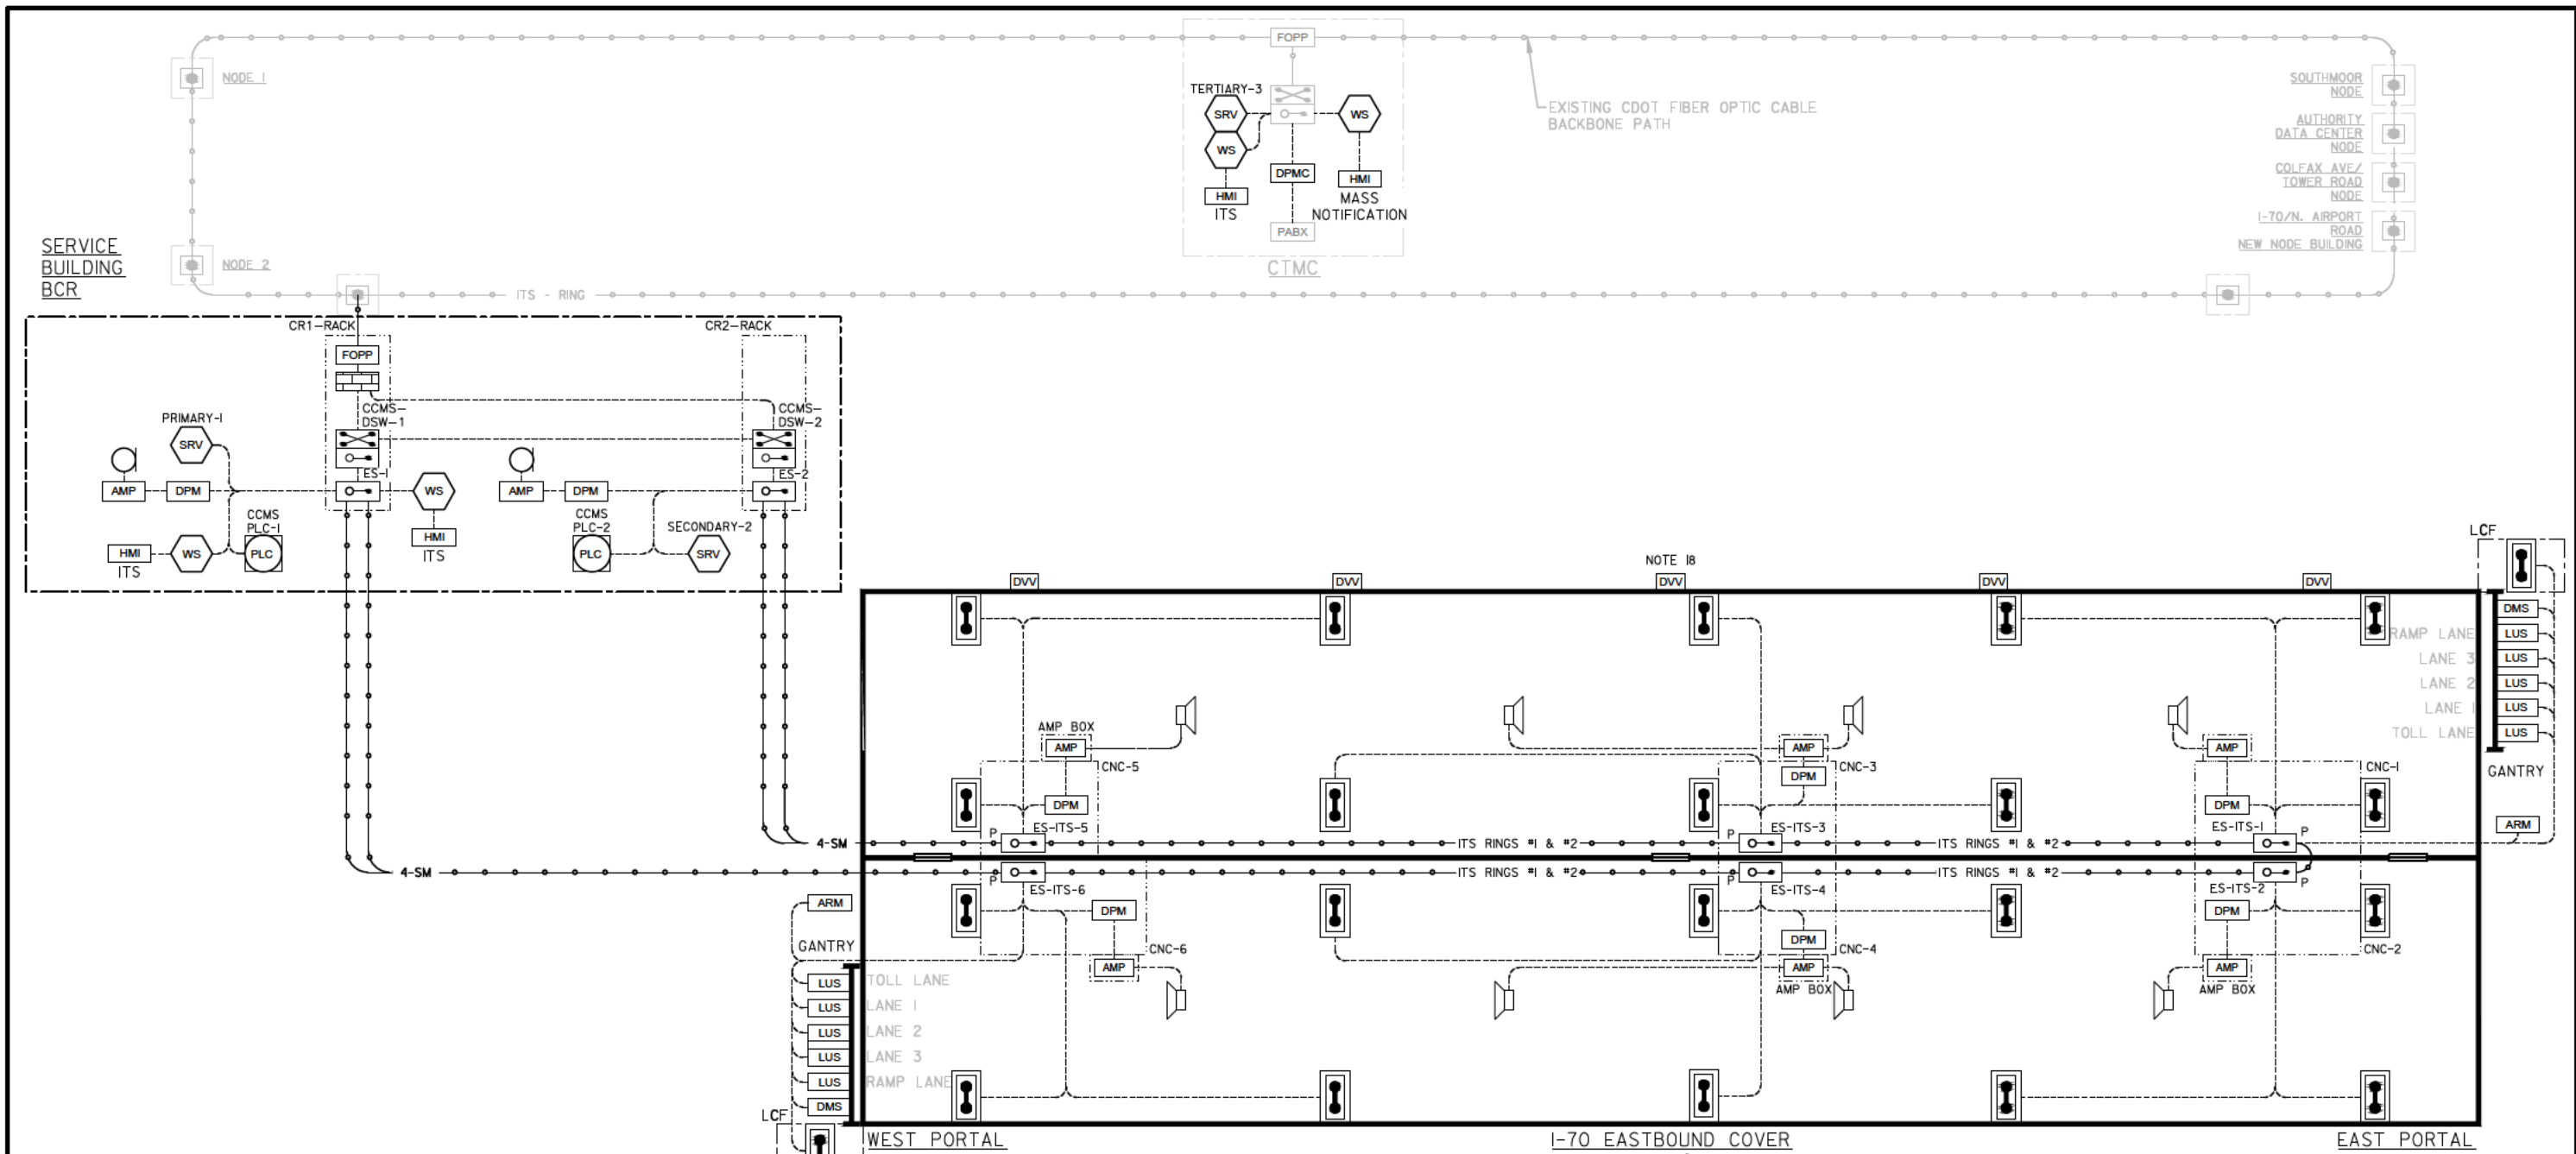 FOPP
NODE 1
SOUTHMOOR
NODE
TERTIARY-3
SRV
WS
WS
EXISTING CDOT FIBER OPTIC CABLE
BACKBONE PATH
AUTHORITY
DATA CENTER
NODE
DPMC
HMI
HMI
ITS
MASS
NOTIFICATION
COLFAX AVE/
TOWER ROAD
NODE
PABX
I-70/N. AIRPORT
ROAD
NEW NODE BUILDING
SERVICE
BUILDING
BCR
NODE 2
CTMC
ITS - RING
CR1-RACK
CR2-RACK
FOPP
CCMS-
DSW-1
CCMS-
DSW-2
PRIMARY-1
SRV
ES-1
ES-2
AMP
DPM
WS
AMP
DPM
CCMS
PLC-1
CCMS
PLC-2
SECONDARY-2
HMI
ITS
HMI
WS
PLC
PLC
SRV
ITS
LCF
NOTE 18
DVV
DVV
DVV
DVV
DVV
DMS
RAMP LANE
LUS
LANE 3
LUS
LANE 2
LUS
LANE 1
LUS
TOLL LANE
LUS
GANTRY
AMP BOX
AMP
AMP
AMP
CNC-5
CNC-3
CNC-1
DPM
DPM
DPM
ARM
P
ES-ITS-5
P
ES-ITS-3
ES-ITS-1
P
4-SM
ITS RINGS #1 & #2
ITS RINGS #1 & #2
4-SM
ITS RINGS #1 & #2
ITS RINGS #1 & #2
P
ES-ITS-6
P
ES-ITS-4
ES-ITS-2
P
ARM
DPM
DPM
DPM
GANTRY
CNC-6
CNC-4
CNC-2
AMP
AMP
AMP
AMP BOX
AMP BOX
LUS
TOLL LANE
LUS
LANE 1
LUS
LANE 2
LUS
LANE 3
LUS
RAMP LANE
DMS
LCF
WEST PORTAL
I-70 EASTBOUND COVER
EAST PORTAL